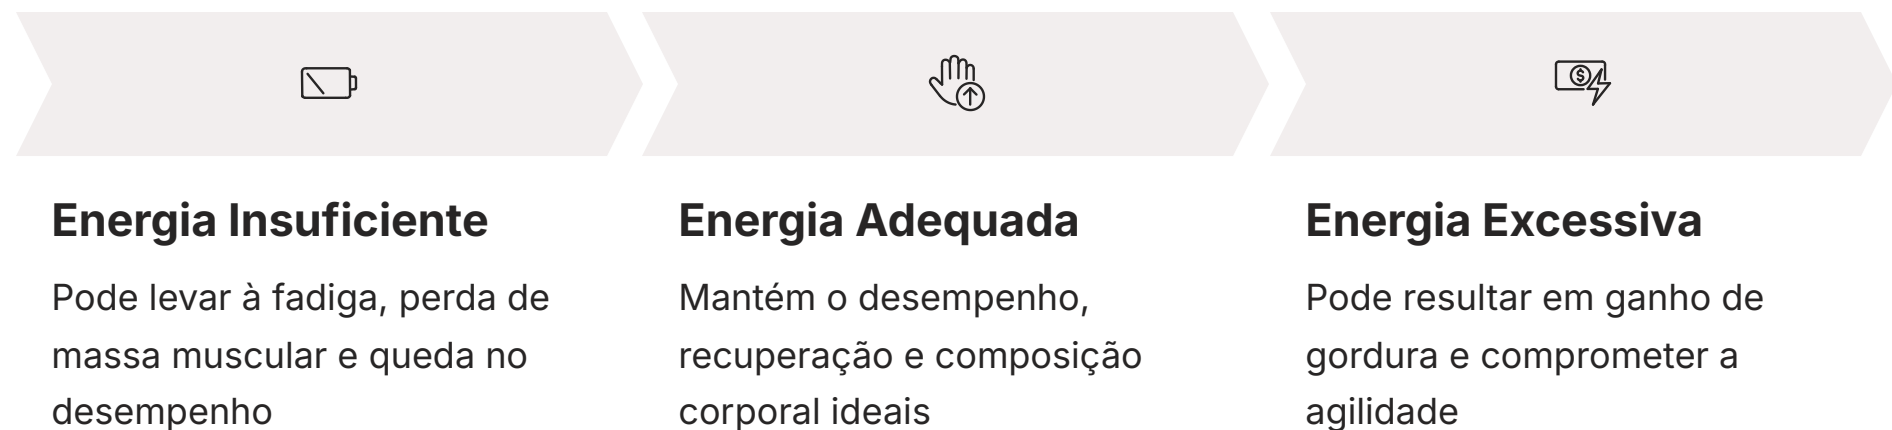 Energia Insuficiente
Pode levar à fadiga, perda de
massa muscular e queda no
desempenho
Energia Adequada
Mantém o desempenho,
recuperação e composição
corporal ideais
Energia Excessiva
Pode resultar em ganho de
gordura e comprometer a
agilidade